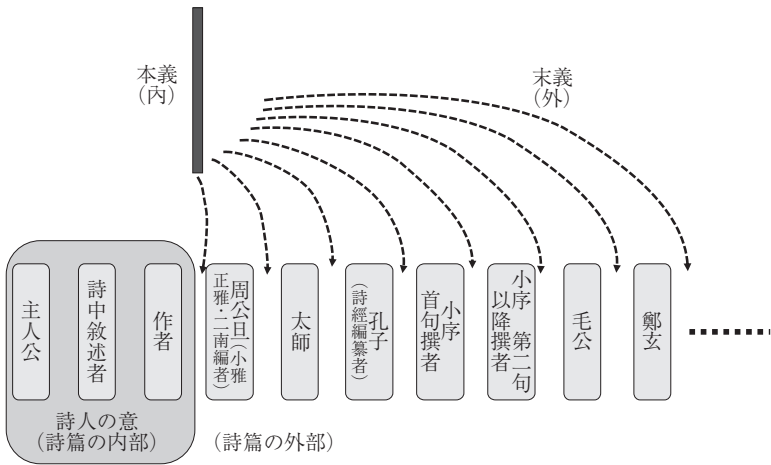 本義
（內）
末義
（外）
主人公
詩中敘述者
作者
周公旦（小雅
正雅・二南編者）
太師
孔子
（詩經編纂者）
小序
首句撰者
小序　第二句
以降撰者
毛公
鄭玄
詩人の意
（詩篇の內部）
（詩篇の外部）